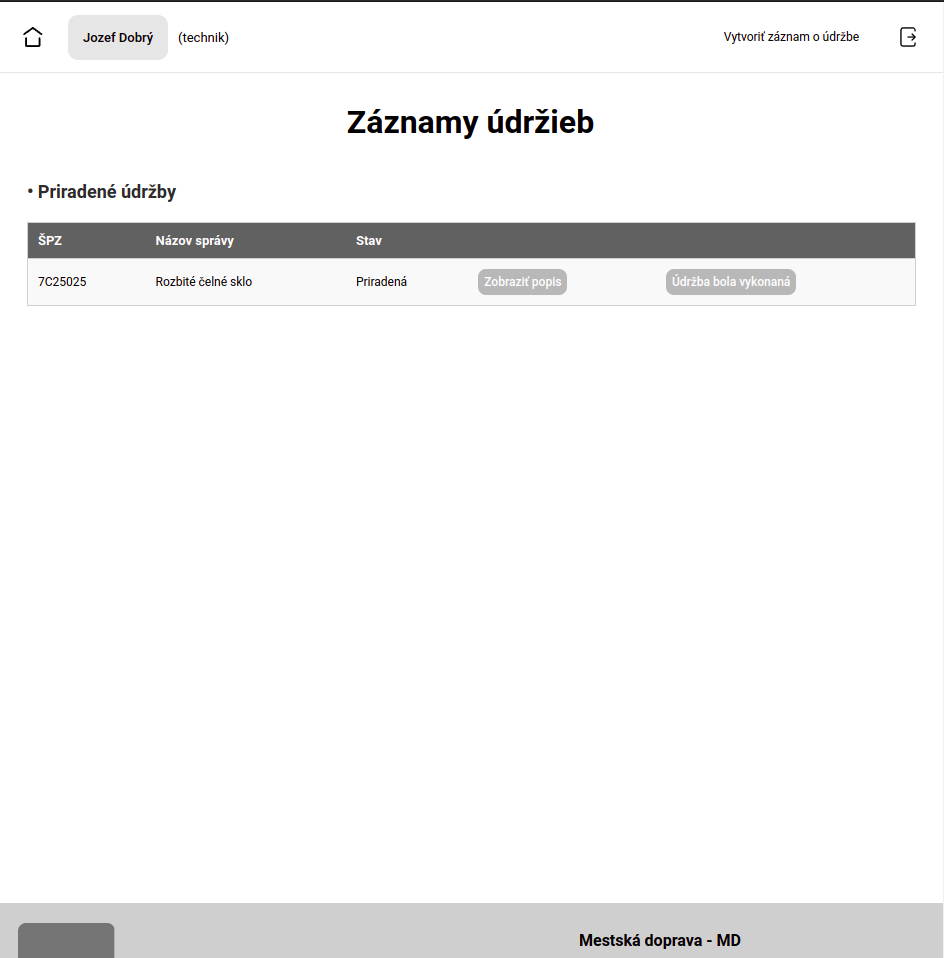 Jozef Dobrý (technik) Vytvoriť záznam o údržbe
Záznamy údržieb
• Priradené údržby
ŠPZ Názov správy Stav
7C25025 Rozbité čelné sklo Priradená Zobraziť popis Údržba bola vykonaná
Mestská doprava - MD